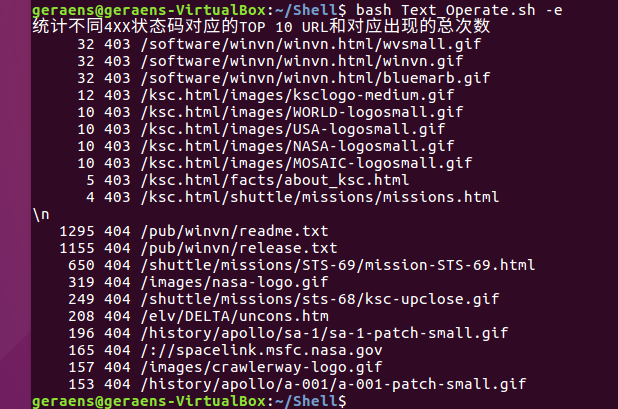 geraens@geraens-VirtualBox:~/Shell$ bash Text_Operate.sh -e
统计不同4XX状态码对应的TOP 10 URL和对应出现的总次数
32 403 /software/winvn/winvn.html/wvsmall.gif
32 403 /software/winvn/winvn.html/winvn.gif
32 403 /software/winvn/winvn.html/bluemarb.gif
12 403 /ksc.html/images/ksclogo-medium.gif
10 403 /ksc.html/images/WORLD-logosmall.gif
10 403 /ksc.html/images/USA-logosmall.gif
10 403 /ksc.html/images/NASA-logosmall.gif
10 403 /ksc.html/images/MOSAIC-logosmall.gif
5 403 /ksc.html/facts/about_ksc.html
4 403 /ksc.html/shuttle/missions/missions.html
\n
1295 404 /pub/winvn/readme.txt
1155 404 /pub/winvn/release.txt
650 404 /shuttle/missions/STS-69/mission-STS-69.html
319 404 /images/nasa-logo.gif
249 404 /shuttle/missions/sts-68/ksc-upclose.gif
208 404 /elv/DELTA/uncons.htm
196 404 /history/apollo/sa-1/sa-1-patch-small.gif
165 404 /://spacelink.msfc.nasa.gov
157 404 /images/crawlerway-logo.gif
153 404 /history/apollo/a-001/a-001-patch-small.gif
geraens@geraens-VirtualBox:~/Shell$